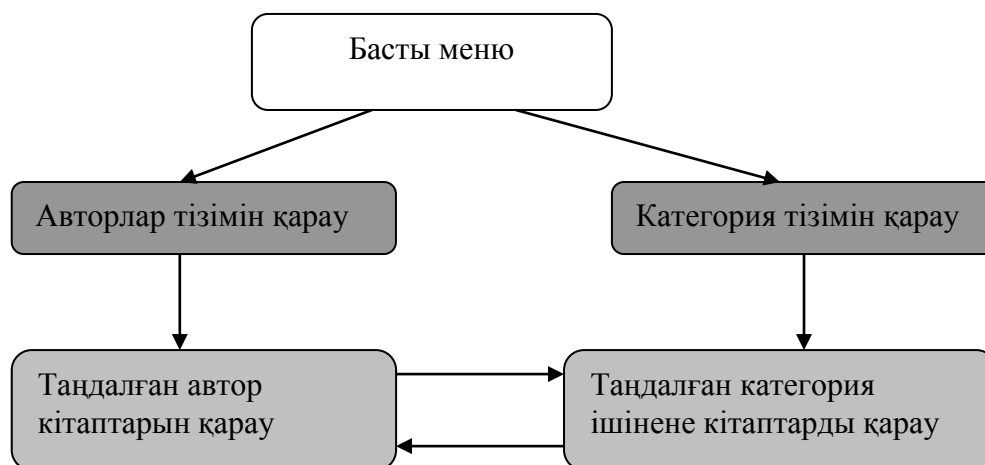 Басты меню
Авторлар тізімін қарау
Категория тізімін қарау
Таңдалған автор
кітаптарын қарау
Таңдалған категория
ішінене кітаптарды қарау